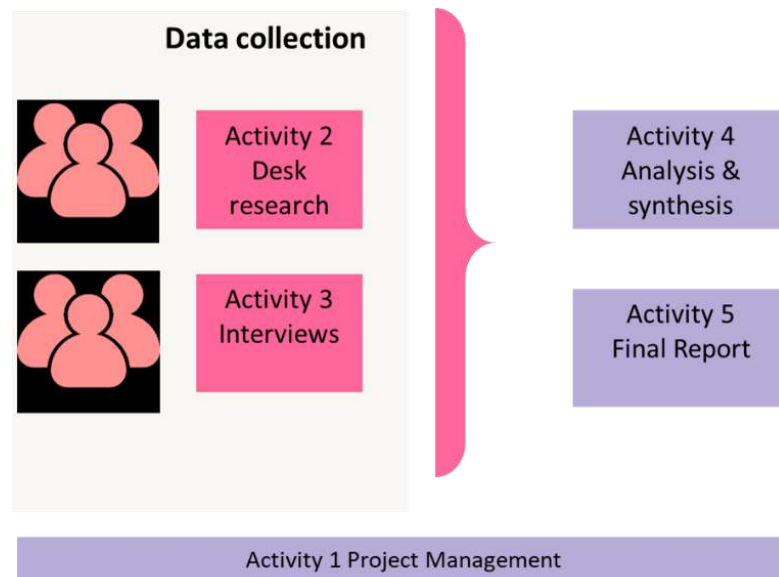 Data collection
Activity 2
Desk
research
Activity 3
Interviews
Activity 4
Analysis &
synthesis
Activity 5
Final Report
Activity 1 Project Management